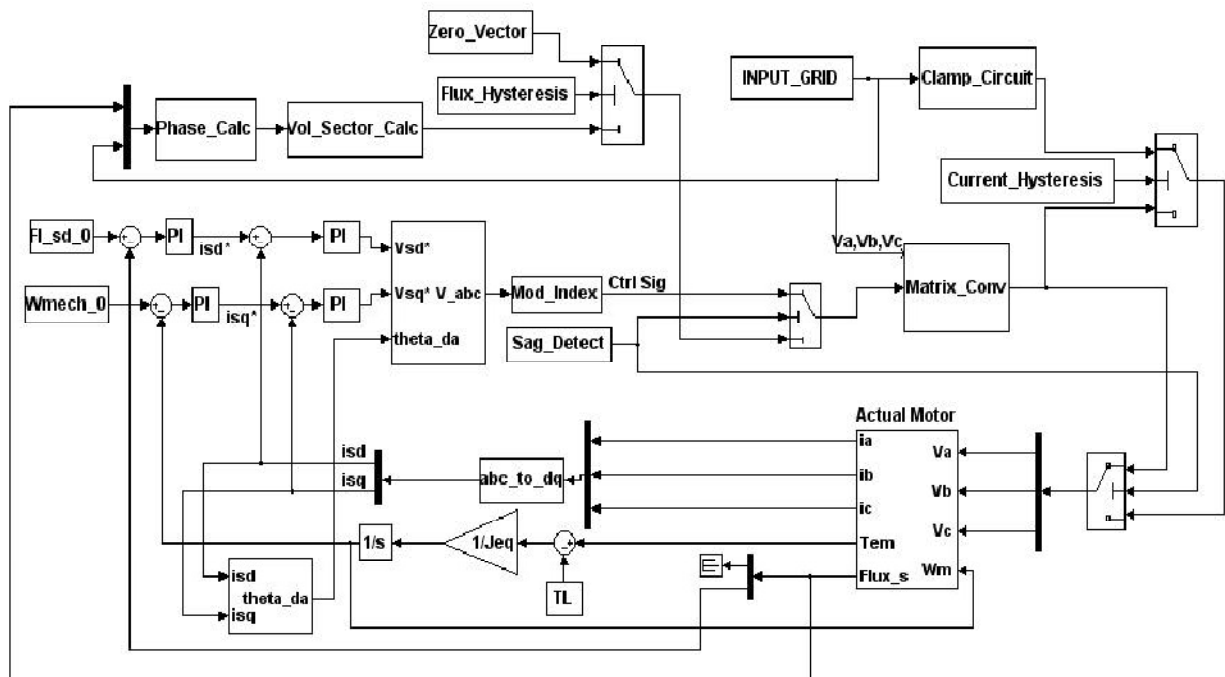 Zero_Vector
INPUT_GRID
Clamp_Circuit
Flux_Hysteresis
Phase_Calc
Vol_Sector_Calc
Current_Hysteresis
Fl_sd_0
+
-
PI
isd*
+
-
PI
Vsd*
Va,Vb,Vc
Wmech_0
+
-
PI
isq*
+
-
PI
Vsq*
V_abc
theta_da
Mod_Index
Ctrl Sig
Matrix_Conv
Sag_Detect
Actual Motor
isd
isq
abc_to_dq
ia
ib
ic
Tem
Flux_s
Va
Vb
Vc
Wm
1/s
1/Jeq
-
+
TL
isd
isq
theta_da